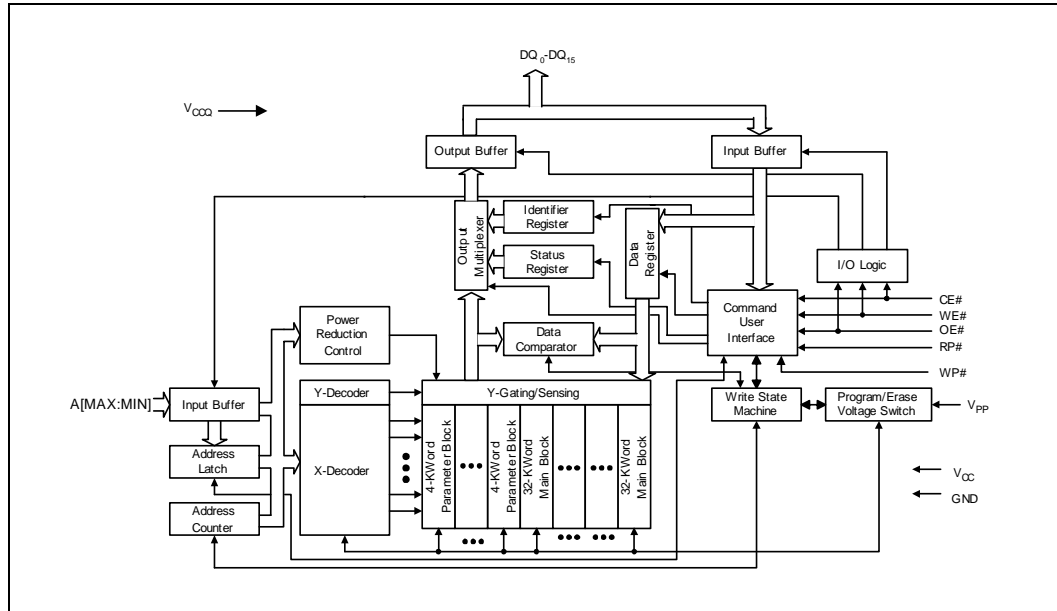 DQ0-DQ15
VCCQ
Output Buffer
Input Buffer
Output
Multiplexer
Identifier
Register
Status
Register
Data
Register
I/O Logic
Command
User
Interface
CE#
WE#
OE#
RP#
WP#
Power
Reduction
Control
Data
Comparator
A[MAX:MIN]
Input Buffer
Y-Decoder
Y-Gating/Sensing
Write State
Machine
Program/Erase
Voltage Switch
VPP
Address
Latch
X-Decoder
4-KWord
Parameter Block
4-KWord
Parameter Block
32-KWord
Main Block
32-KWord
Main Block
VCC
GND
Address
Counter